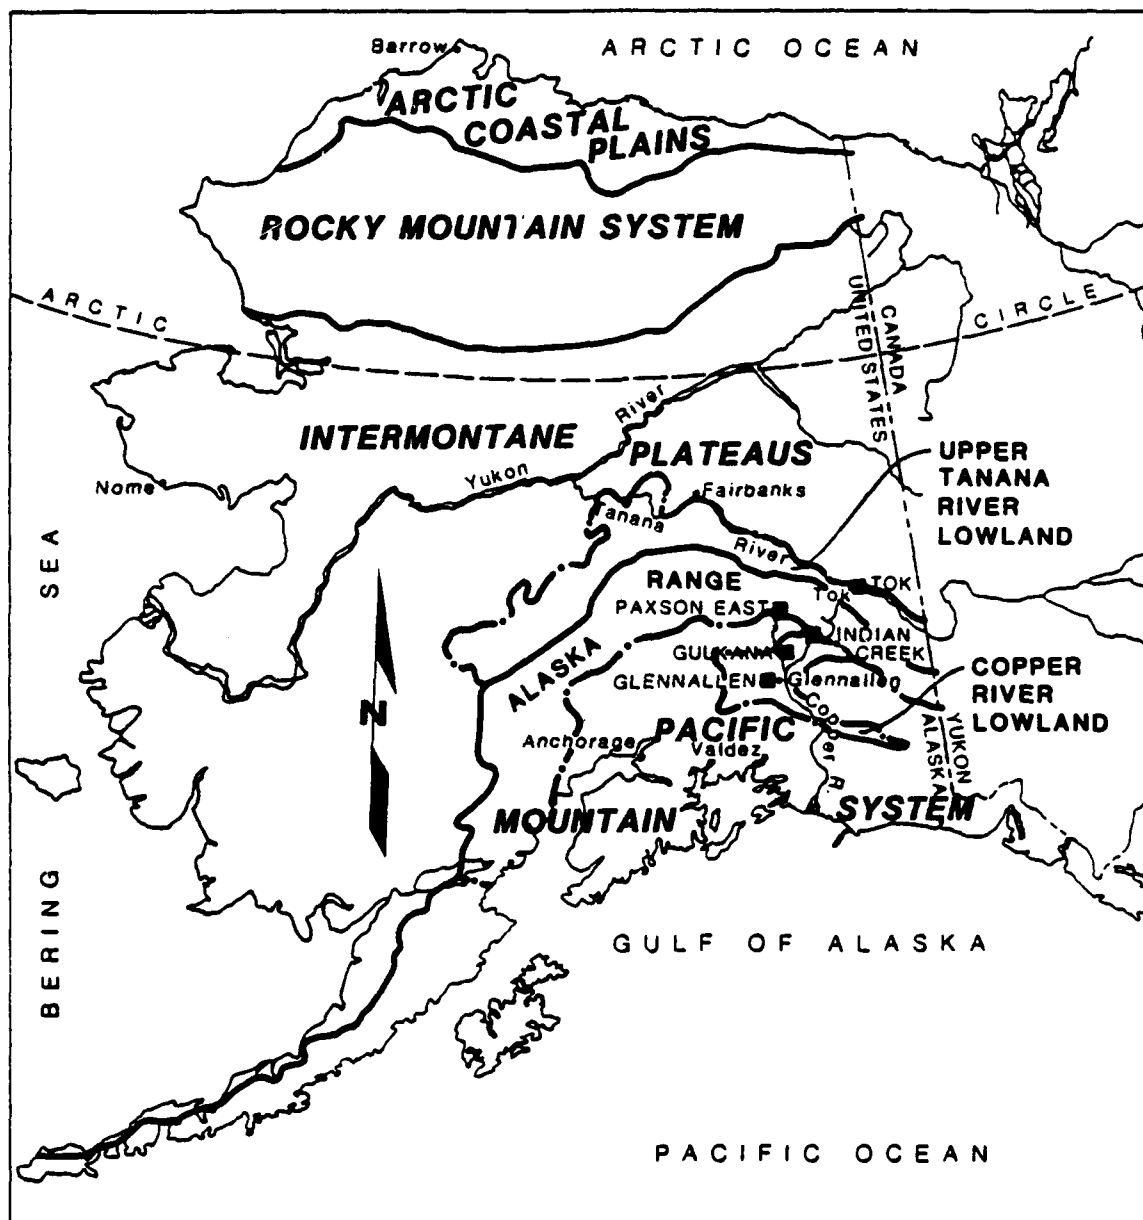 Barrow
ARCTIC OCEAN
ARCTIC
COASTAL
PLAINS
ROCKY MOUNTAIN SYSTEM
ARCTIC
CIRCLE
CANADA
UNITED STATES
INTERMONTANE
PLATEAUS
River
Yukon
Nome
Fairbanks
Tanana
River
UPPER
TANANA
RIVER
LOWLAND
SEA
BERING
RANGE
ALASKA
Tok
TOK
PAXSON EAST
INDIAN
CREEK
GULKANA
GLENNALLEN
Glennallen
COPPER
RIVER
LOWLAND
Copper R.
YUKON
ALASKA
N
Anchorage
Valdez
PACIFIC
MOUNTAIN
SYSTEM
GULF OF ALASKA
PACIFIC OCEAN